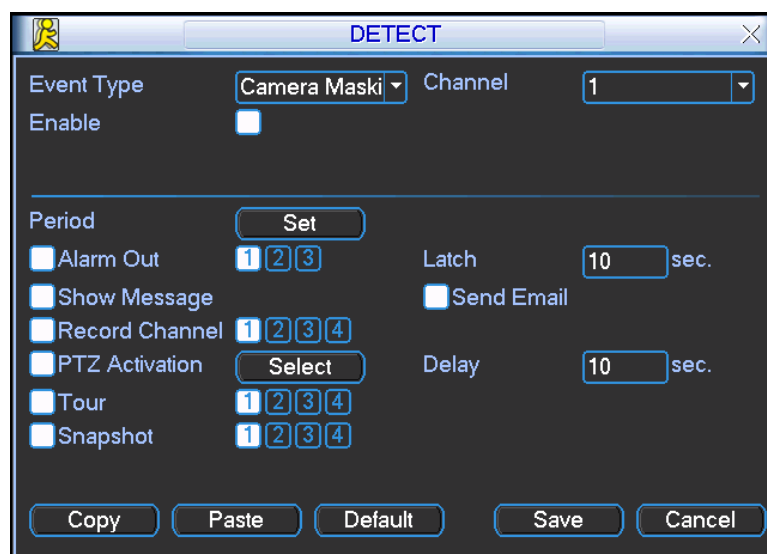 DETECT
Event Type Camera Maski Channel 1
Enable
Period Set
Alarm Out 1 2 3 Latch 10 sec.
Show Message Send Email
Record Channel 1 2 3 4
PTZ Activation Select Delay 10 sec.
Tour 1 2 3 4
Snapshot 1 2 3 4
Copy Paste Default Save Cancel